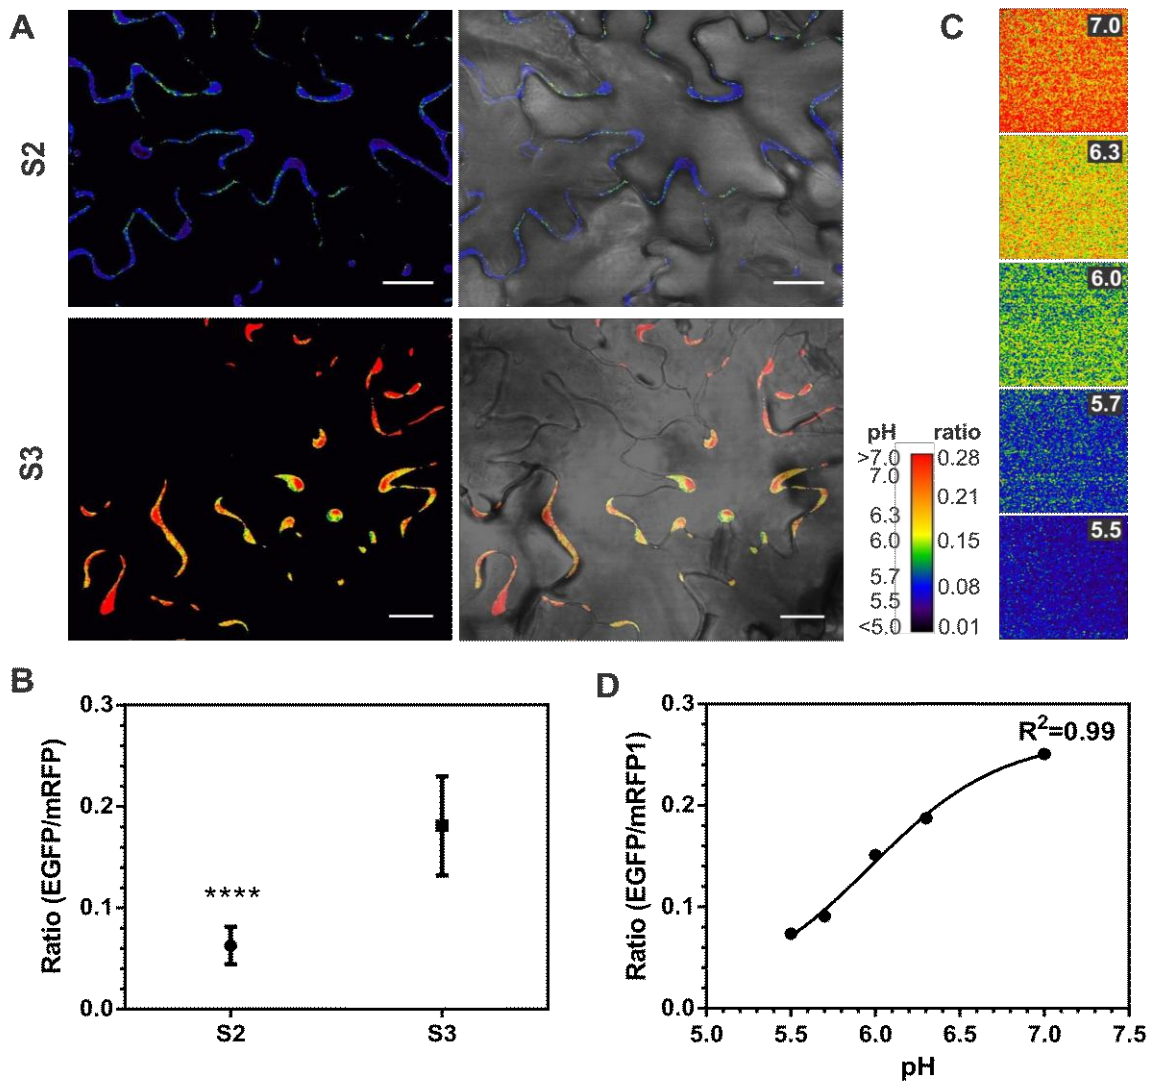 A
S2
S3
C
7.0
6.3
6.0
5.7
5.5
pH ratio
>7.0 0.28
7.0
0.21
6.3
6.0 0.15
5.7
0.08
5.5
<5.0 0.01
B
Ratio (EGFP/mRFP)
0.3
0.2
0.1
0.0
****
S2 S3
D
Ratio (EGFP/mRFP1)
0.3
0.2
0.1
0.0
R²=0.99
5.0 5.5 6.0 6.5 7.0 7.5
pH